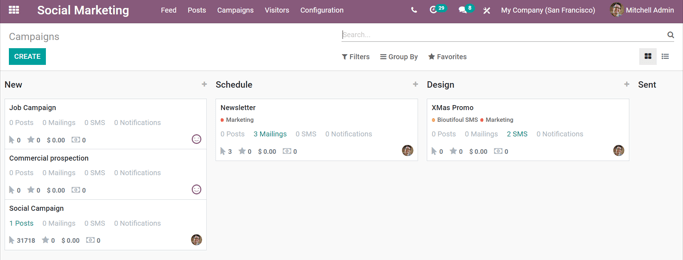 Social Marketing Feed Posts Campaigns Visitors Configuration 29 8 My Company (San Francisco) Mitchell Admin
Campaigns
Search...
CREATE
Filters Group By Favorites
New
Job Campaign
0 Posts 0 Mailings 0 SMS 0 Notifications
0 0 $ 0.00 0
Commercial prospection
0 Posts 0 Mailings 0 SMS 0 Notifications
0 0 $ 0.00 0
Social Campaign
1 Posts 0 Mailings 0 SMS 0 Notifications
31718 0 $ 0.00 0
Schedule
Newsletter
Marketing
0 Posts 3 Mailings 0 SMS 0 Notifications
3 0 $ 0.00 0
Design
XMas Promo
Bioutifoul SMS Marketing
0 Posts 0 Mailings 2 SMS 0 Notifications
0 0 $ 0.00 0
Sent